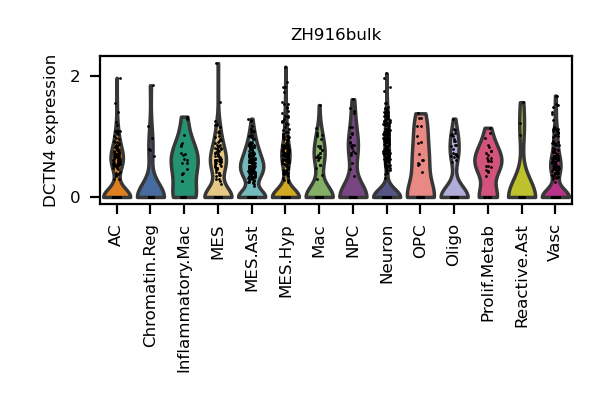 ZH916bulk
DCTN4 expression
2
0
AC
Chromatin.Reg
Inflammatory.Mac
MES
MES.Ast
MES.Hyp
Mac
NPC
Neuron
OPC
Oligo
Prolif.Metab
Reactive.Ast
Vasc